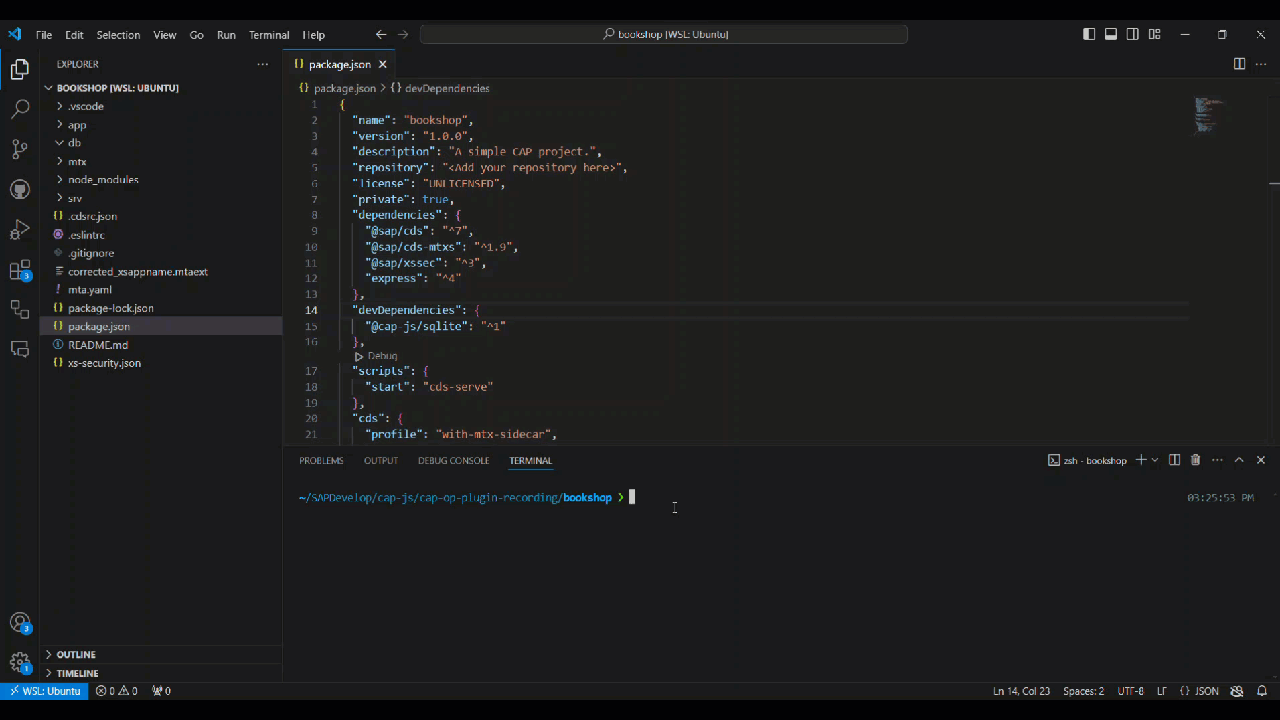 File Edit Selection View Go Run Terminal Help
bookshop [WSL: Ubuntu]
EXPLORER
BOOKSHOP [WSL: UBUNTU]
.vscode
app
db
mtx
node_modules
srv
.cdsrc.json
.eslintrc
.gitignore
corrected_xsappname.mtaext
mta.yaml
package-lock.json
package.json
README.md
xs-security.json
OUTLINE
TIMELINE
3
3
1
package.json
package.json > {} devDependencies
1 {
2 "name": "bookshop",
3 "version": "1.0.0",
4 "description": "A simple CAP project.",
5 "repository": "<Add your repository here>",
6 "license": "UNLICENSED",
7 "private": true,
8 "dependencies": {
9 "@sap/cds": "^7",
10 "@sap/cds-mtxs": "^1.9",
11 "@sap/xssec": "^3",
12 "express": "^4"
13 },
14 "devDependencies": {
15 "@cap-js/sqlite": "^1"
16 },
Debug
17 "scripts": {
18 "start": "cds-serve"
19 },
20 "cds": {
21 "profile": "with-mtx-sidecar",
PROBLEMS OUTPUT DEBUG CONSOLE TERMINAL
zsh - bookshop
~/SAPDevelop/cap-js/cap-op-plugin-recording/bookshop > 03:25:53 PM
WSL: Ubuntu 0 0 0 Ln 14, Col 23 Spaces: 2 UTF-8 LF {} JSON